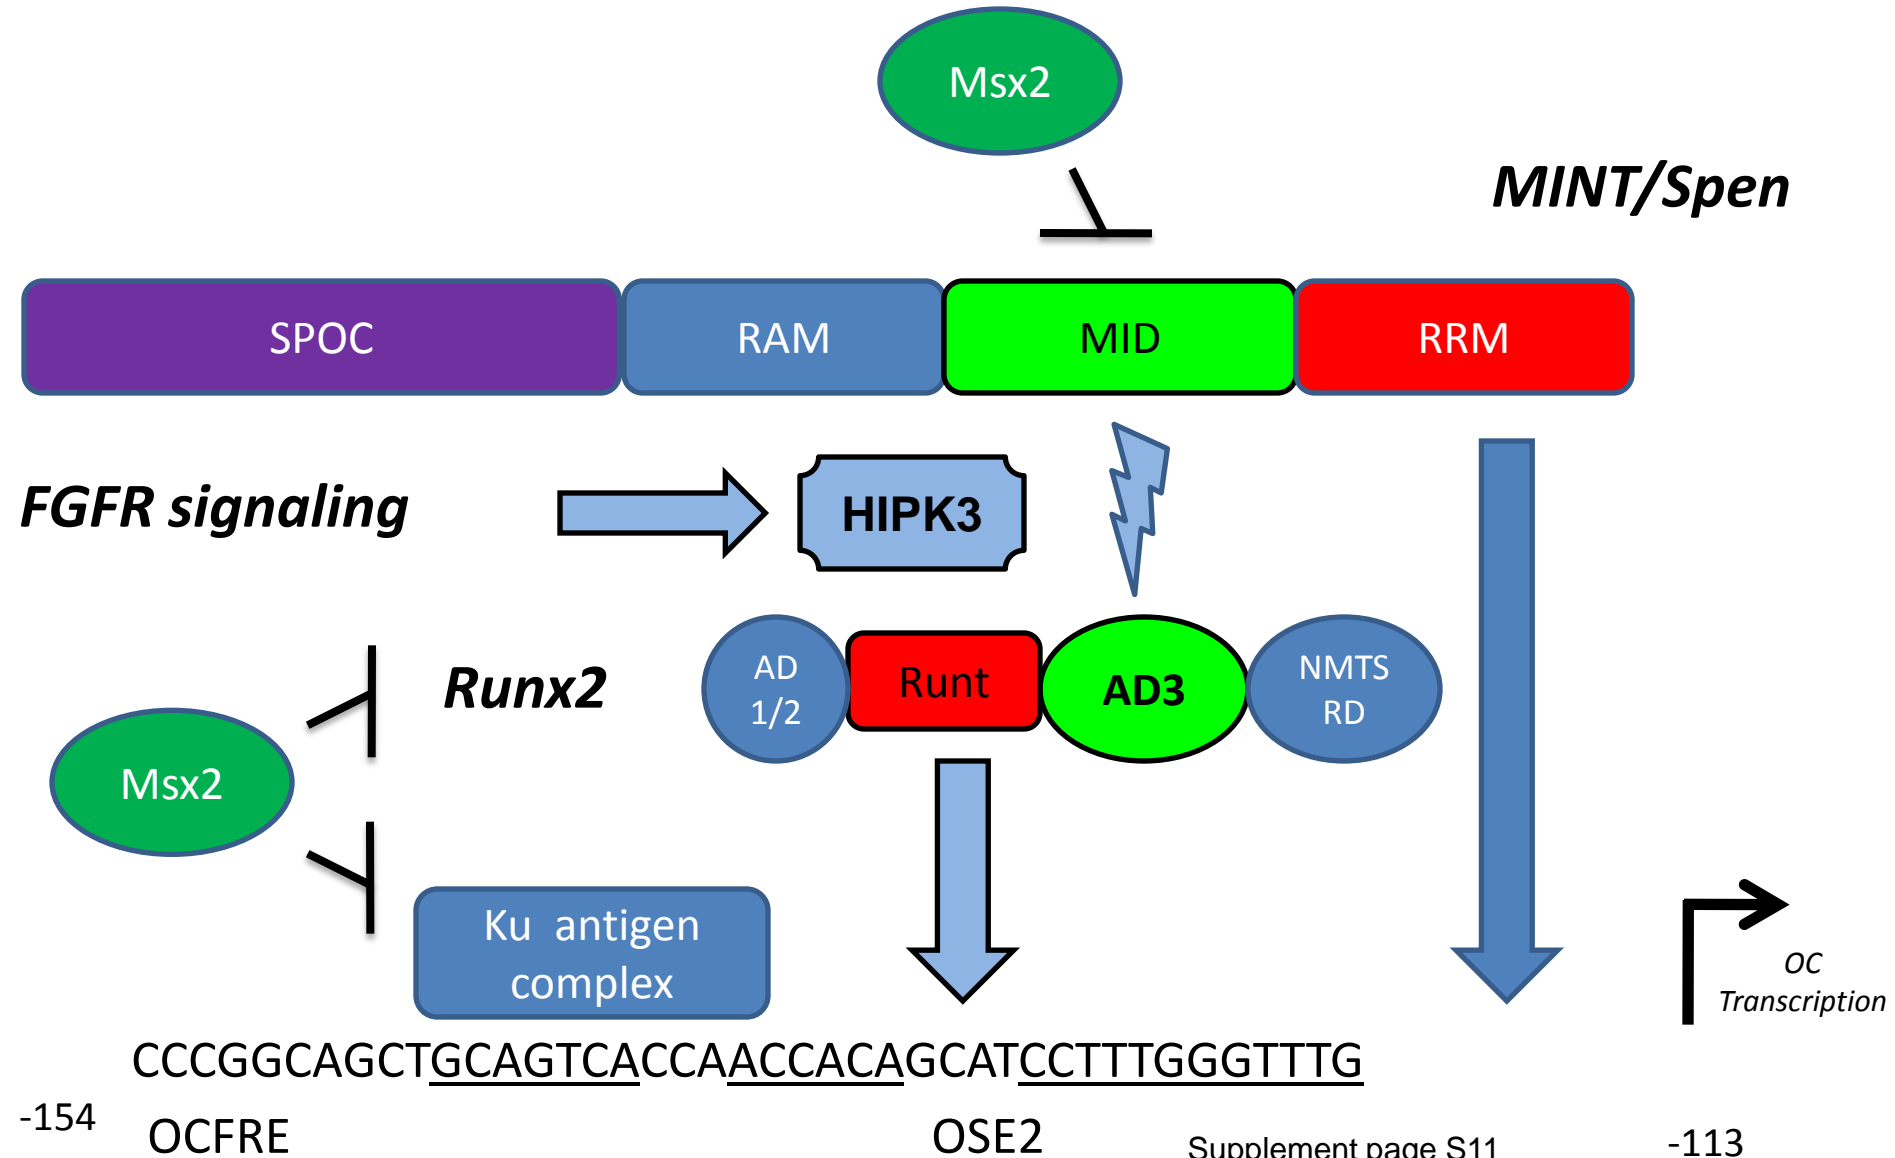 Msx2
MINT/Spen
SPOC RAM MID RRM
FGFR signaling
HIPK3
Runx2
AD
1/2
Runt
AD3
NMTS
RD
Msx2
Ku antigen
complex
OC
Transcription
CCCGGCAGCTGCAGTCACCAACCACAGCATCCTTTGGGTTTG
-154
OCFRE
OSE2
Supplement page S11
-113